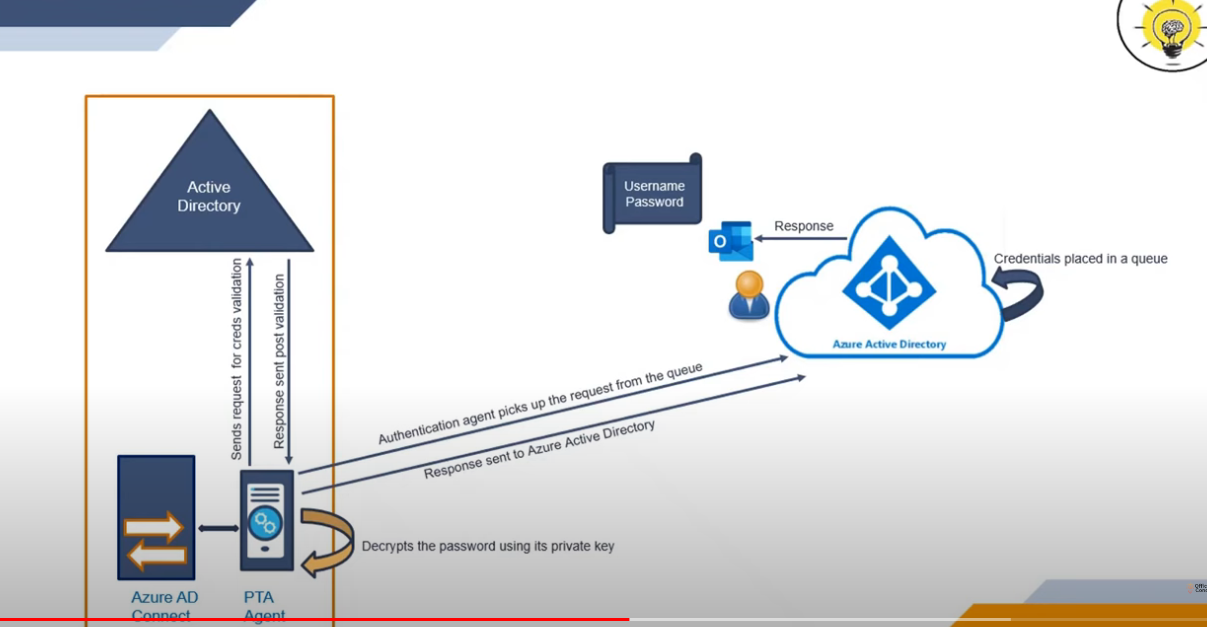 Active
Directory
Username
Password
Response
Credentials placed in a queue
Azure Active Directory
Sends request for creds validation
Response sent post validation
Authentication agent picks up the request from the queue
Response sent to Azure Active Directory
Decrypts the password using its private key
Azure AD
Connect
PTA
Agent